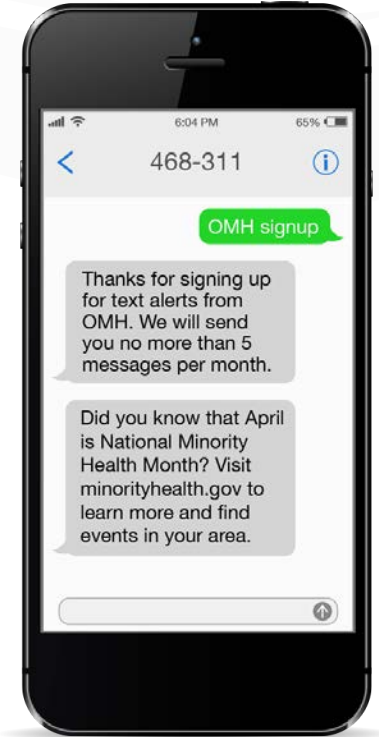 6:04 PM 65%
468-311
OMH signup
Thanks for signing up
for text alerts from
OMH. We will send
you no more than 5
messages per month.
Did you know that April
is National Minority
Health Month? Visit
minorityhealth.gov to
learn more and find
events in your area.